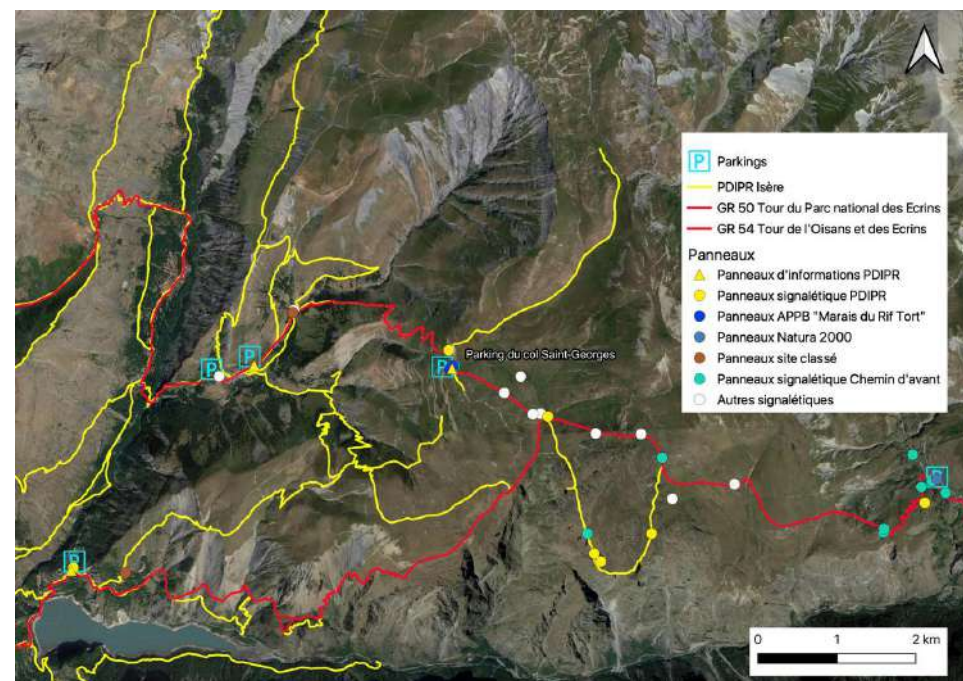 P Parkings
PDIPR Isère
GR 50 Tour du Parc national des Ecrins
GR 54 Tour de l'Oisans et des Ecrins
Panneaux
Panneaux d'informations PDIPR
Panneaux signalétique PDIPR
Panneaux APPB "Marais du Rif Tort"
Panneaux Natura 2000
Panneaux site classé
Panneaux signalétique Chemin d'avant
Autres signalétiques
P
P
P Parking du col Saint-Georges
P
P
0 1 2 km